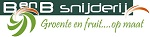 BenB snijderij
Groente en fruit....op maat